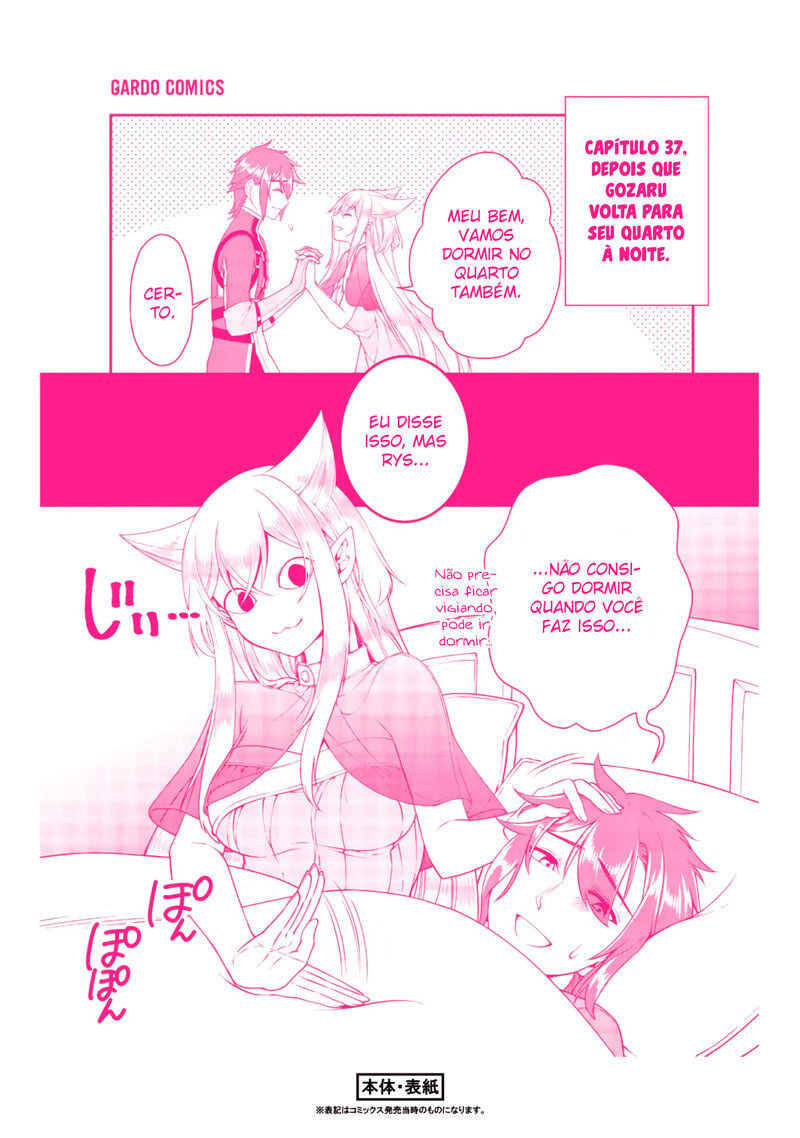 GARDO COMICS
CAPÍTULO 37,
DEPOIS QUE
GOZARU
VOLTA PARA
SEU QUARTO
À NOITE.
MEU BEM,
VAMOS
DORMIR NO
QUARTO
TAMBÉM.
CER-
TO.
EU DISSE
ISSO, MAS
RYS...
...NÃO CONSI-
GO DORMIR
QUANDO VOCÊ
FAZ ISSO...
Não pre-
cisa ficar
vigiando,
pode ir
dormir...
じぃぃ…
ぽん
ぽぽん
本体・表紙
※表記はコミックス発売当時のものになります。